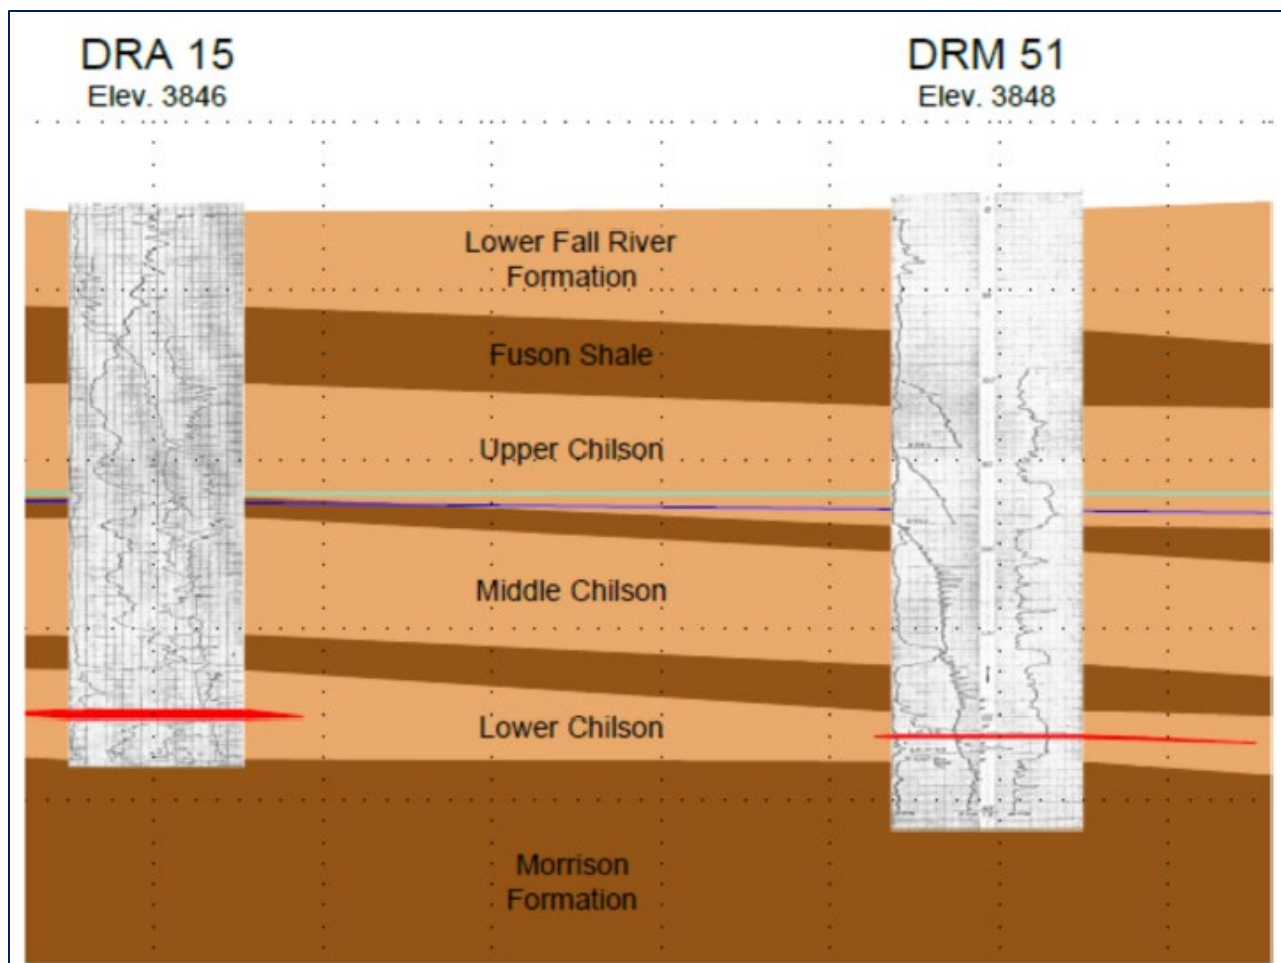 DRA 15
Elev. 3846
DRM 51
Elev. 3848
Lower Fall River
Formation
Fuson Shale
Upper Chilson
Middle Chilson
Lower Chilson
Morrison
Formation